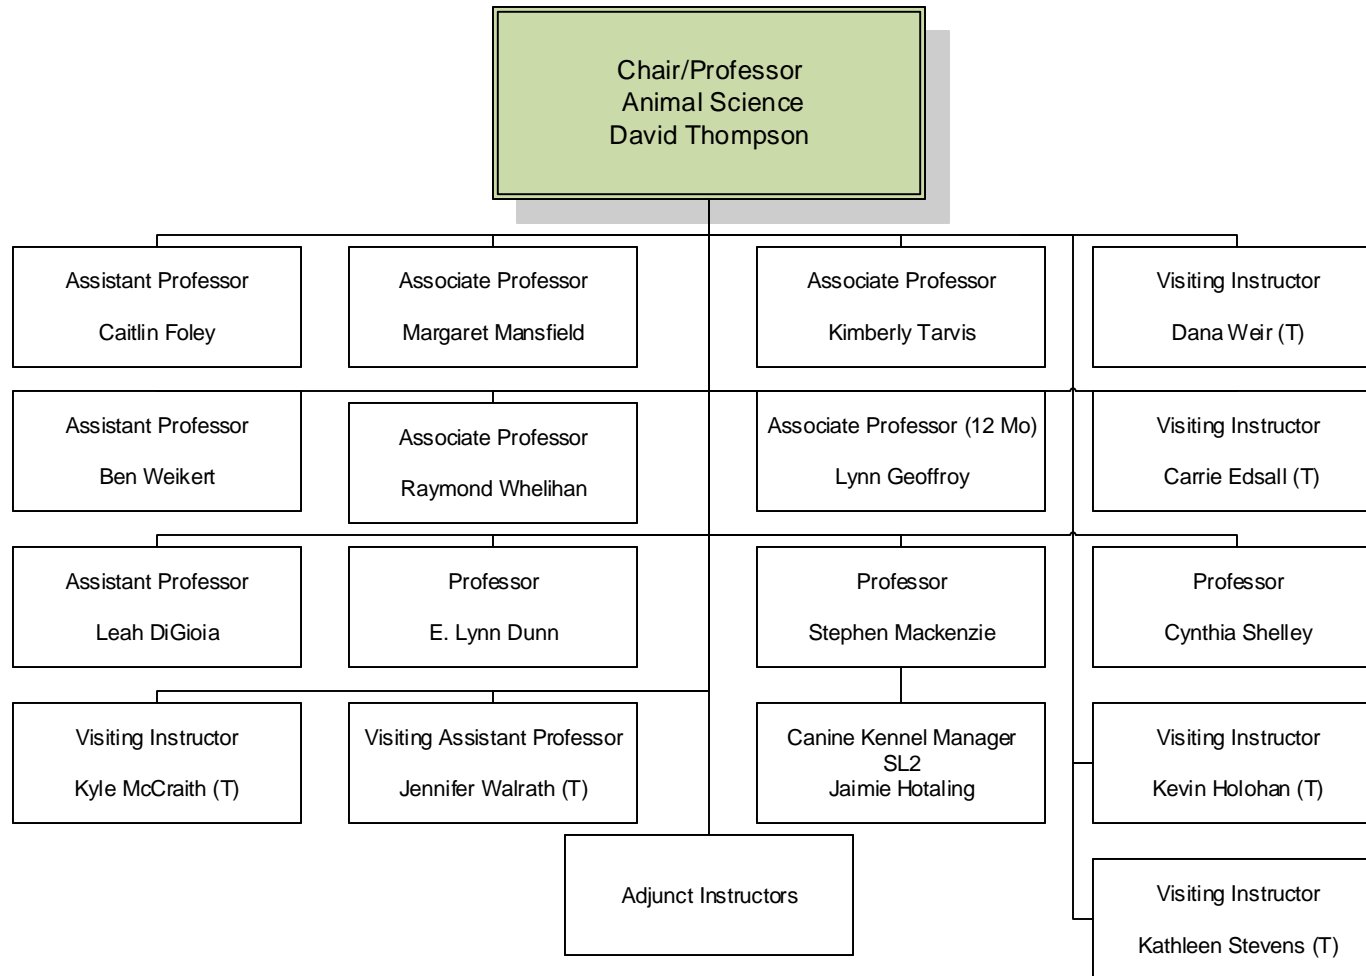 Chair/Professor
Animal Science
David Thompson
Assistant Professor
Caitlin Foley
Associate Professor
Margaret Mansfield
Associate Professor
Kimberly Tarvis
Visiting Instructor
Dana Weir (T)
Assistant Professor
Ben Weikert
Associate Professor
Raymond Whelihan
Associate Professor (12 Mo)
Lynn Geoffroy
Visiting Instructor
Carrie Edsall (T)
Assistant Professor
Leah DiGioia
Professor
E. Lynn Dunn
Professor
Stephen Mackenzie
Professor
Cynthia Shelley
Visiting Instructor
Kyle McCraith (T)
Visiting Assistant Professor
Jennifer Walrath (T)
Canine Kennel Manager
SL2
Jaimie Hotaling
Visiting Instructor
Kevin Holohan (T)
Adjunct Instructors
Visiting Instructor
Kathleen Stevens (T)